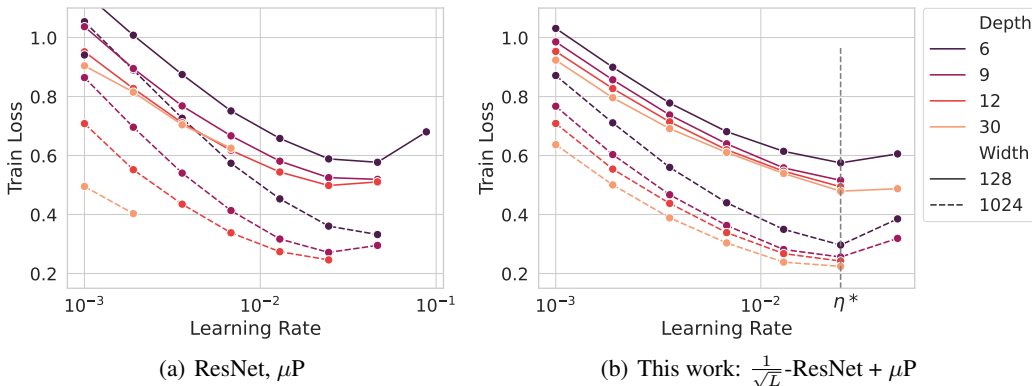 Train Loss
1.0
0.8
0.6
0.4
0.2
10⁻³
10⁻²
10⁻¹
Learning Rate
(a) ResNet, μP
Train Loss
1.0
0.8
0.6
0.4
0.2
10⁻³
10⁻²
η*
Learning Rate
(b) This work: 1/√L-ResNet + μP
Depth
6
9
12
30
Width
128
1024